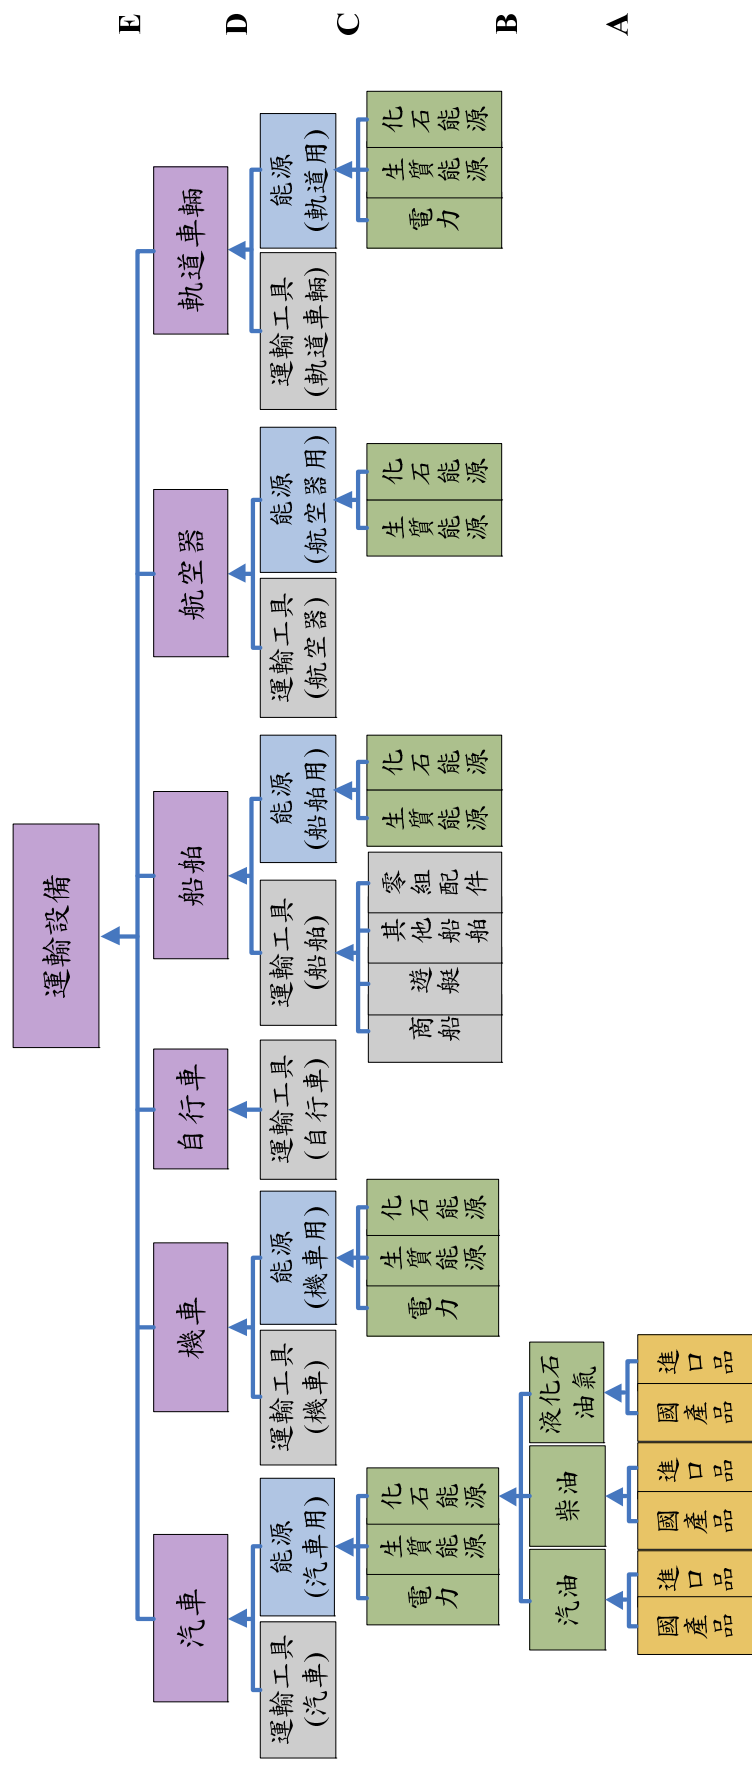 運輸設備
E
汽車
機車
自行車
船舶
航空器
軌道車輛
D
運輸工具
(汽車)
能源
(汽車用)
運輸工具
(機車)
能源
(機車用)
運輸工具
(自行車)
運輸工具
(船舶)
能源
(船舶用)
運輸工具
(航空器)
能源
(航空器用)
運輸工具
(軌道車輛)
能源
(軌道用)
C
電力
生質能源
化石能源
電力
生質能源
化石能源
商船
遊艇
其他船舶
零組配件
生質能源
化石能源
生質能源
化石能源
電力
生質能源
化石能源
B
汽油
柴油
液化石
油氣
A
國產品
進口品
國產品
進口品
國產品
進口品